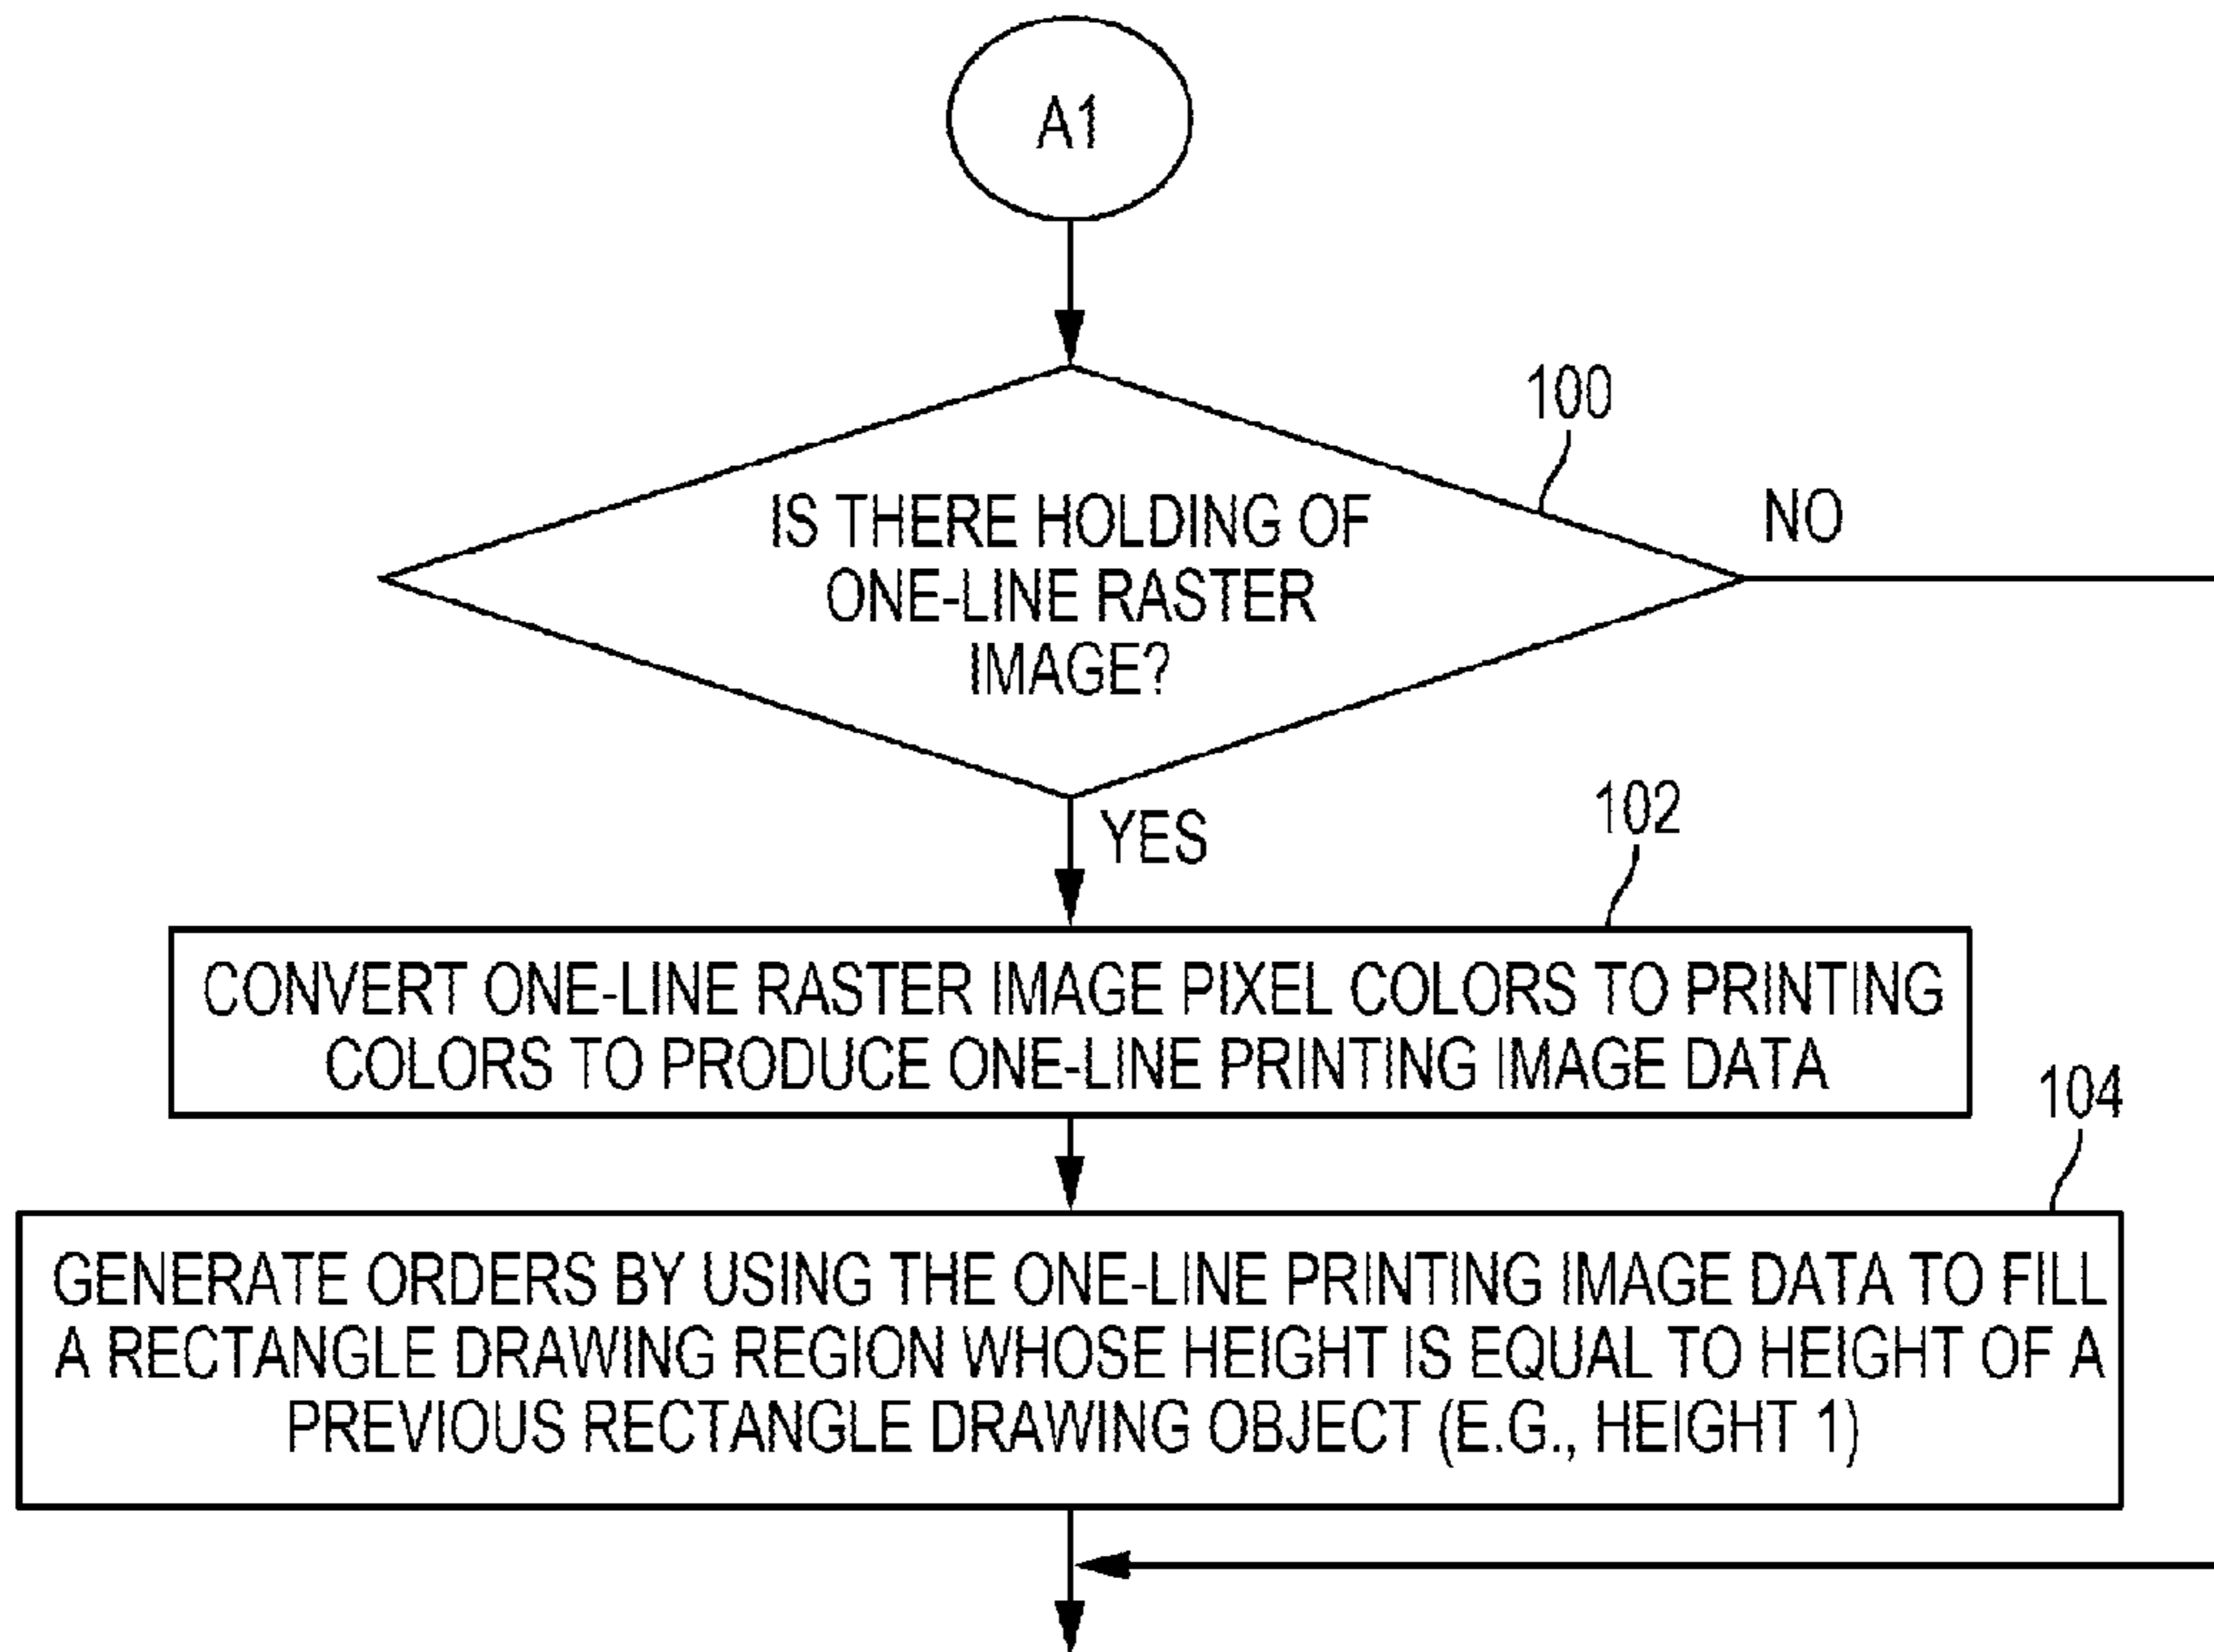 A1
100
IS THERE HOLDING OF
ONE-LINE RASTER
IMAGE?
NO
YES
102
CONVERT ONE-LINE RASTER IMAGE PIXEL COLORS TO PRINTING
COLORS TO PRODUCE ONE-LINE PRINTING IMAGE DATA
104
GENERATE ORDERS BY USING THE ONE-LINE PRINTING IMAGE DATA TO FILL
A RECTANGLE DRAWING REGION WHOSE HEIGHT IS EQUAL TO HEIGHT OF A
PREVIOUS RECTANGLE DRAWING OBJECT (E.G., HEIGHT 1)